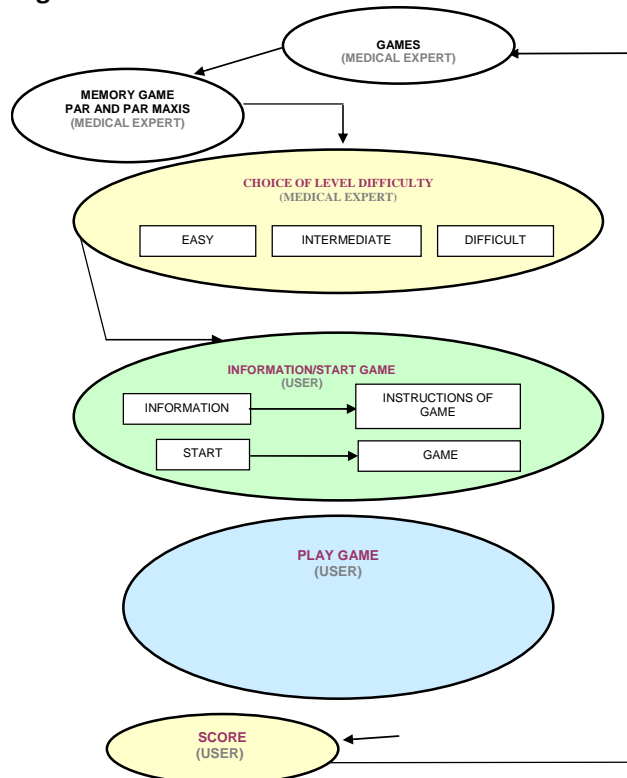 GAMES
(MEDICAL EXPERT)
MEMORY GAME
PAR AND PAR MAXIS
(MEDICAL EXPERT)
CHOICE OF LEVEL DIFFICULTY
(MEDICAL EXPERT)
EASY
INTERMEDIATE
DIFFICULT
INFORMATION/START GAME
(USER)
INFORMATION
INSTRUCTIONS OF
GAME
START
GAME
PLAY GAME
(USER)
SCORE
(USER)